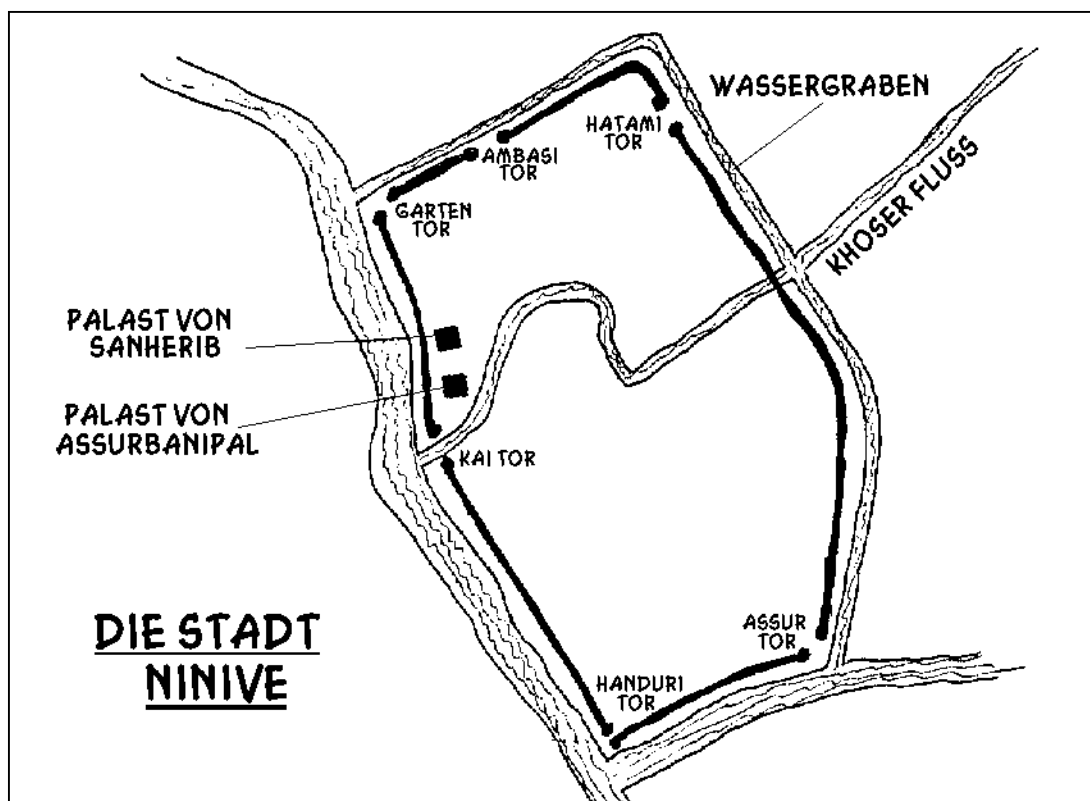 WASSERGRABEN
HATAMI
TOR
AMBASI
TOR
KHOSER FLUSS
GARTEN
TOR
PALAST VON
SANHERIB
PALAST VON
ASSURBANIPAL
KAI TOR
DIE STADT
NINIVE
ASSUR
TOR
HANDURI
TOR